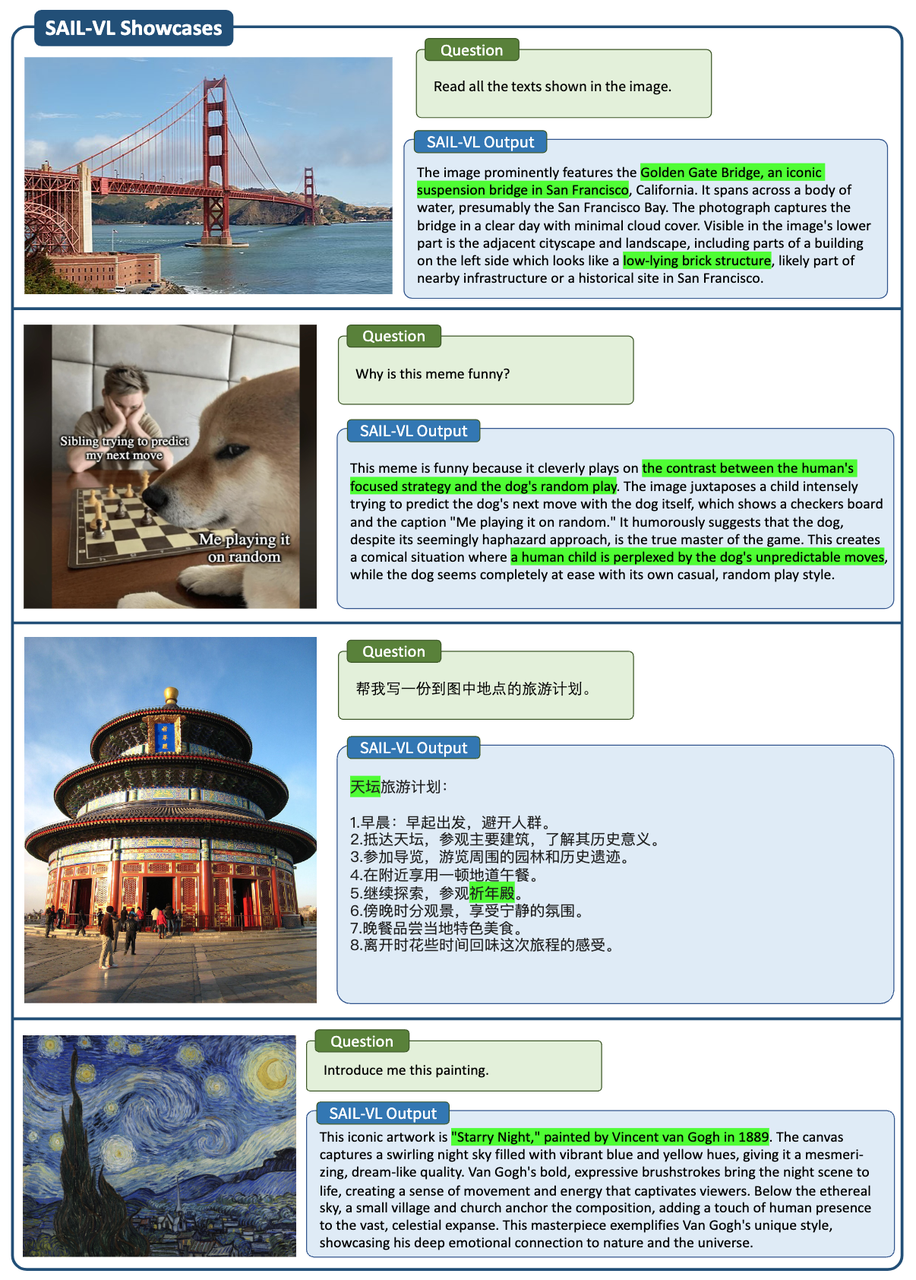 SAIL-VL Showcases
Question
Read all the texts shown in the image.
SAIL-VL Output
The image prominently features the Golden Gate Bridge, an iconic
suspension bridge in San Francisco, California. It spans across a body of
water, presumably the San Francisco Bay. The photograph captures the
bridge in a clear day with minimal cloud cover. Visible in the image's lower
part is the adjacent cityscape and landscape, including parts of a building
on the left side which looks like a low-lying brick structure, likely part of
nearby infrastructure or a historical site in San Francisco.
Sibling trying to predict
my next move
Me playing it
on random
Question
Why is this meme funny?
SAIL-VL Output
This meme is funny because it cleverly plays on the contrast between the human's
focused strategy and the dog's random play. The image juxtaposes a child intensely
trying to predict the dog's next move with the dog itself, which shows a checkers board
and the caption "Me playing it on random." It humorously suggests that the dog,
despite its seemingly haphazard approach, is the true master of the game. This creates
a comical situation where a human child is perplexed by the dog's unpredictable moves,
while the dog seems completely at ease with its own casual, random play style.
祈年殿
Question
帮我写一份到图中地点的旅游计划。
SAIL-VL Output
天坛旅游计划：
1.早晨：早起出发，避开人群。
2.抵达天坛，参观主要建筑，了解其历史意义。
3.参加导览，游览周围的园林和历史遗迹。
4.在附近享用一顿地道午餐。
5.继续探索，参观祈年殿。
6.傍晚时分观景，享受宁静的氛围。
7.晚餐品尝当地特色美食。
8.离开时花些时间回味这次旅程的感受。
Question
Introduce me this painting.
SAIL-VL Output
This iconic artwork is "Starry Night," painted by Vincent van Gogh in 1889. The canvas
captures a swirling night sky filled with vibrant blue and yellow hues, giving it a mesmeri-
zing, dream-like quality. Van Gogh's bold, expressive brushstrokes bring the night scene to
life, creating a sense of movement and energy that captivates viewers. Below the ethereal
sky, a small village and church anchor the composition, adding a touch of human presence
to the vast, celestial expanse. This masterpiece exemplifies Van Gogh's unique style,
showcasing his deep emotional connection to nature and the universe.